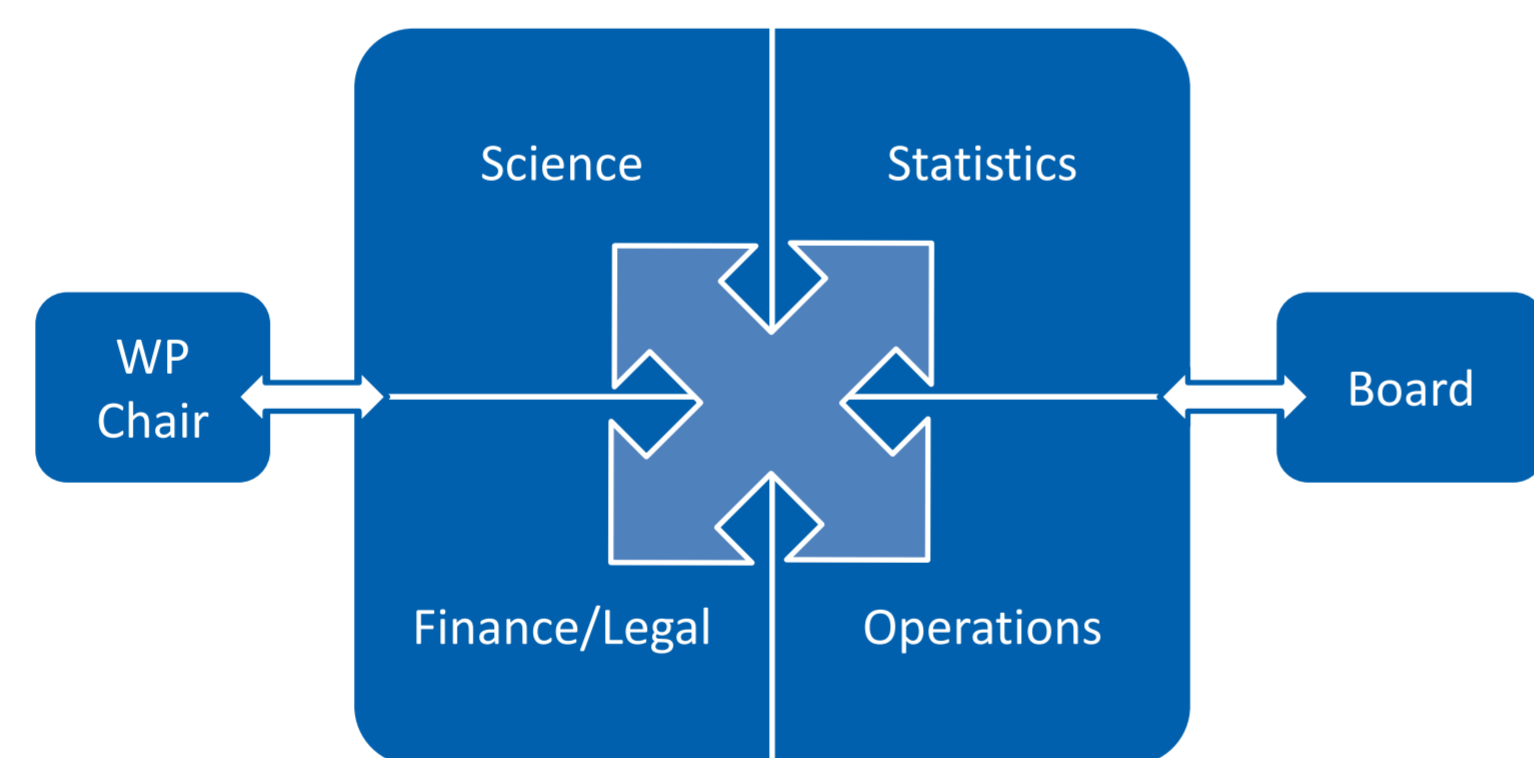 Science
Statistics
WP
Chair
Board
Finance/Legal
Operations